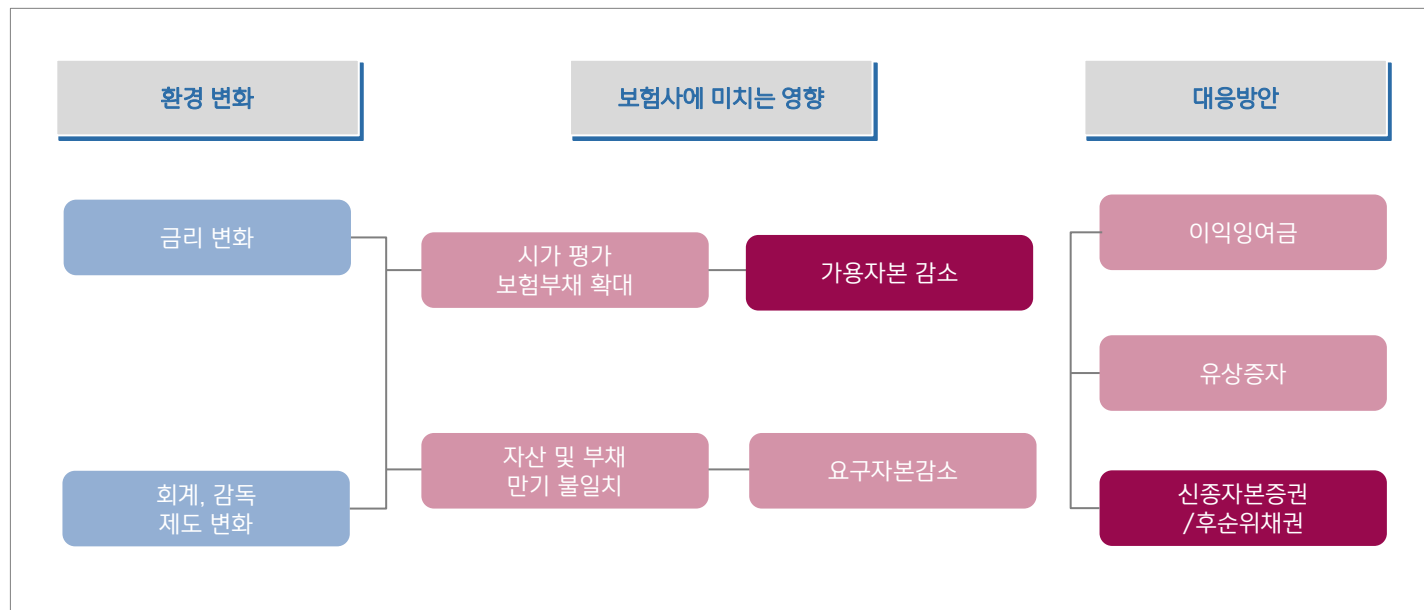 환경 변화
보험사에 미치는 영향
대응방안
금리 변화
회계, 감독
제도 변화
시가 평가
보험부채 확대
가용자본 감소
자산 및 부채
만기 불일치
요구자본감소
이익잉여금
유상증자
신종자본증권
/후순위채권